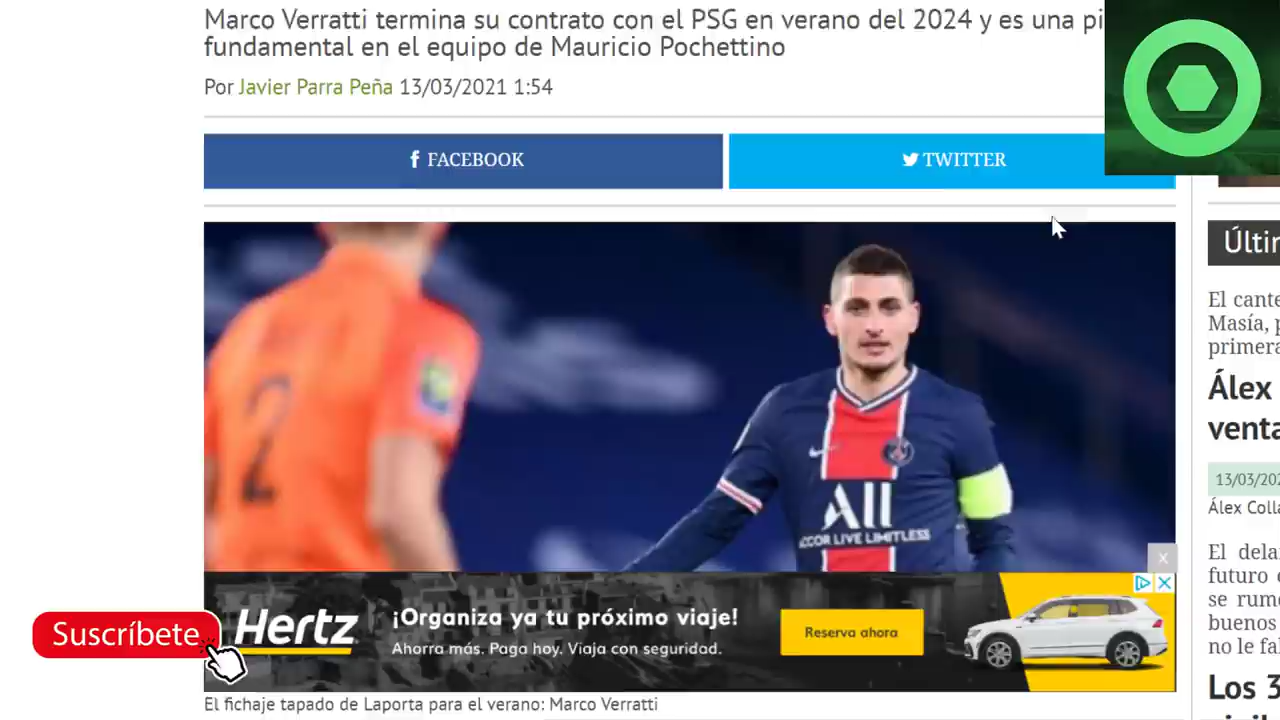 Marco Verratti termina su contrato con el PSG en verano del 2024 y es una pi
fundamental en el equipo de Mauricio Pochettino
Por Javier Parra Peña 13/03/2021 1:54
FACEBOOK
TWITTER
2
All
ACCOR LIVE LIMITLESS
x
Hertz
¡Organiza ya tu próximo viaje!
Ahorra más. Paga hoy. Viaja con seguridad.
Reserva ahora
Suscríbete
El fichaje tapado de Laporta para el verano: Marco Verratti
Últi
El cante
Masía, p
primera
Álex
venta
13/03/202
Álex Colla
El dela
futuro
se rumo
buenos
no le fa
Los 3